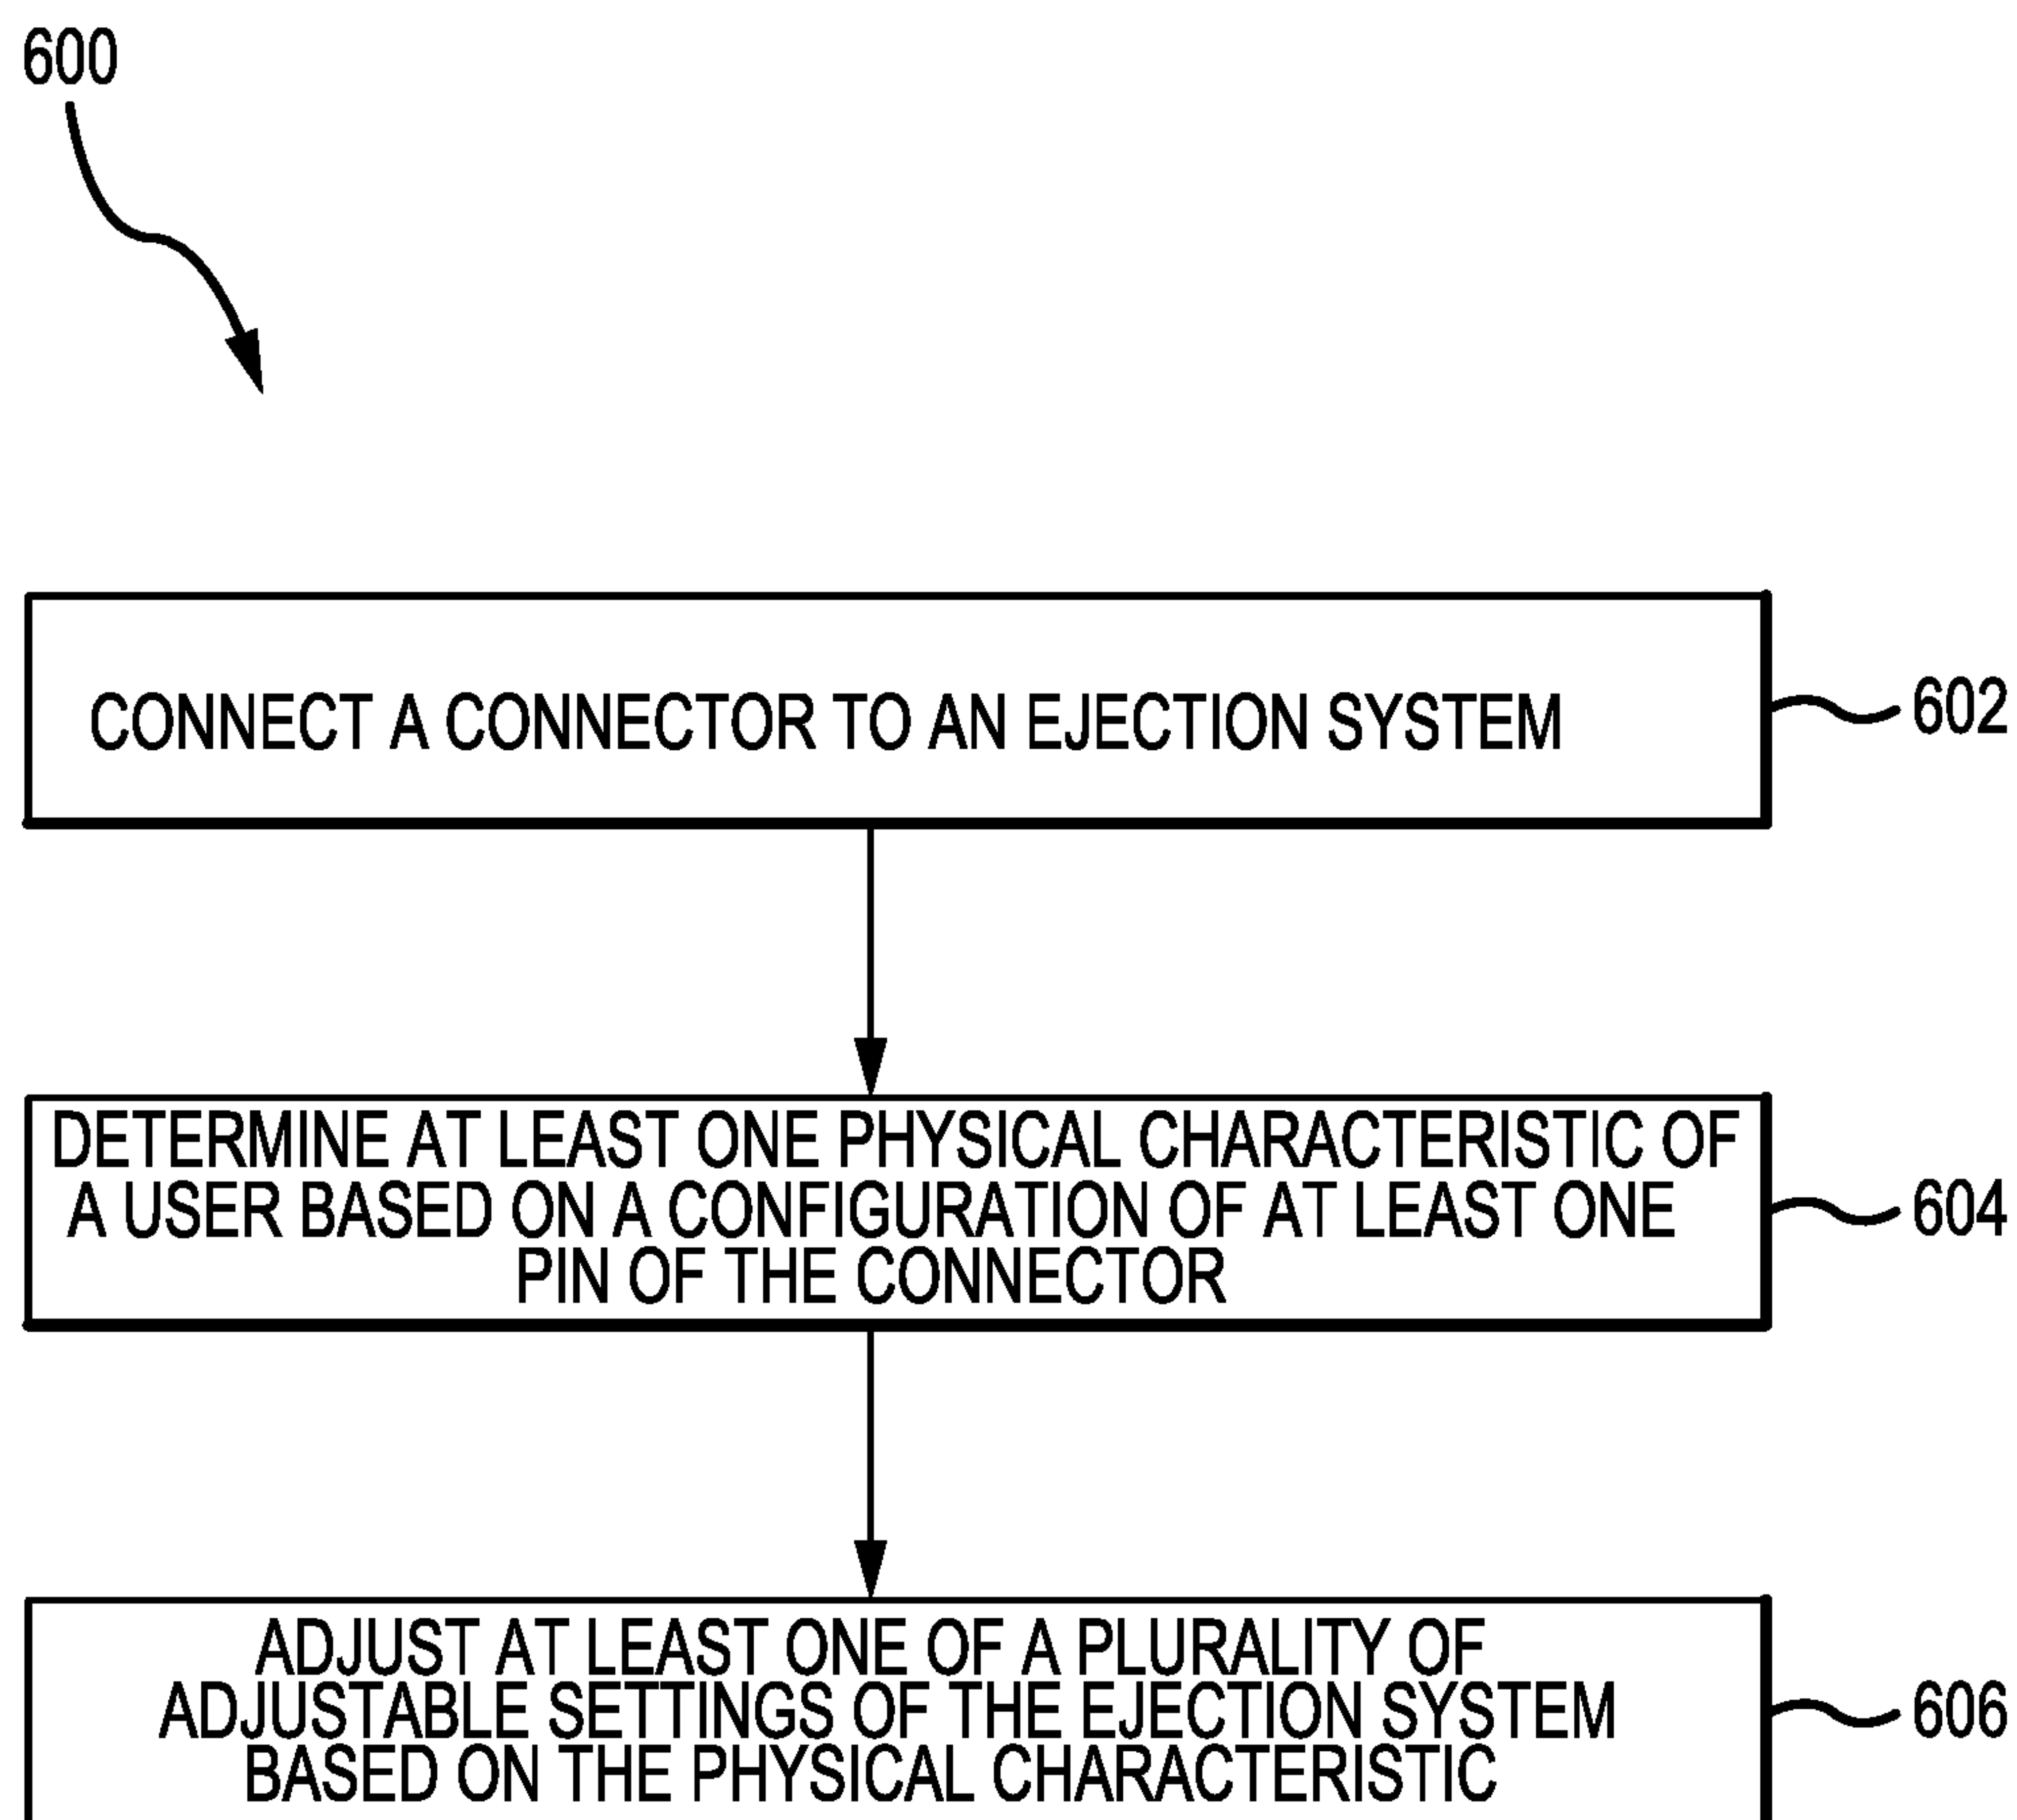 600
CONNECT A CONNECTOR TO AN EJECTION SYSTEM
602
DETERMINE AT LEAST ONE PHYSICAL CHARACTERISTIC OF
A USER BASED ON A CONFIGURATION OF AT LEAST ONE
PIN OF THE CONNECTOR
604
ADJUST AT LEAST ONE OF A PLURALITY OF
ADJUSTABLE SETTINGS OF THE EJECTION SYSTEM
BASED ON THE PHYSICAL CHARACTERISTIC
606